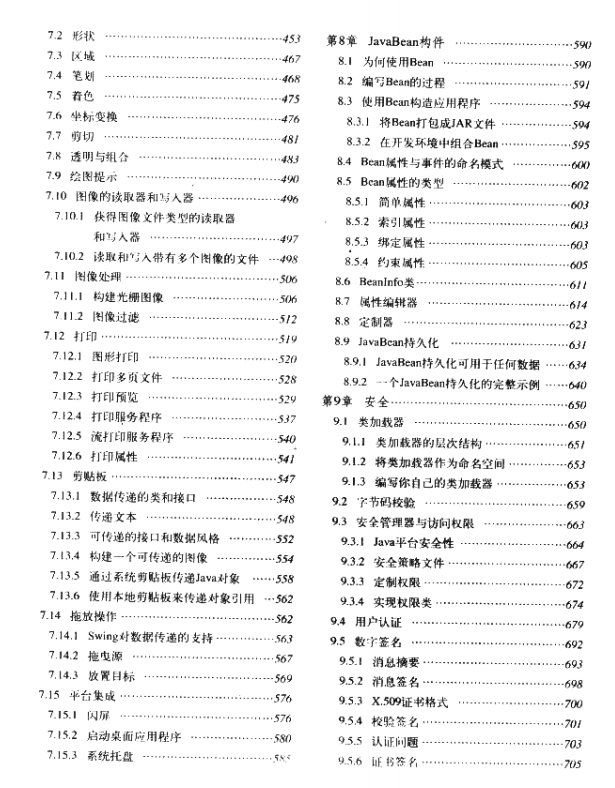 7.2 形状 …………453
7.3 区域 …………467
7.4 笔划 …………468
7.5 着色 …………475
7.6 坐标变换 …………476
7.7 剪切 …………481
7.8 透明与组合 …………483
7.9 绘图提示 …………490
7.10 图像的读取器和写入器 …………496
7.10.1 获得图像文件类型的读取器
和写入器 …………497
7.10.2 读取和写入带有多个图像的文件 …498
7.11 图像处理 …………506
7.11.1 构建光栅图像 …………506
7.11.2 图像过滤 …………512
7.12 打印 …………519
7.12.1 图形打印 …………520
7.12.2 打印多页文件 …………528
7.12.3 打印预览 …………529
7.12.4 打印服务程序 …………537
7.12.5 流打印服务程序 …………540
7.12.6 打印属性 …………541
7.13 剪贴板 …………547
7.13.1 数据传递的类和接口 …………548
7.13.2 传递文本 …………548
7.13.3 可传递的接口和数据风格 …………552
7.13.4 构建一个可传递的图像 …………554
7.13.5 通过系统剪贴板传递Java对象 …558
7.13.6 使用本地剪贴板来传递对象引用 …562
7.14 拖放操作 …………562
7.14.1 Swing对数据传递的支持 …………563
7.14.2 拖曳源 …………567
7.14.3 放置目标 …………569
7.15 平台集成 …………576
7.15.1 闪屏 …………576
7.15.2 启动桌面应用程序 …………580
7.15.3 系统托盘 …………585
第8章 JavaBean构件 …………590
8.1 为何使用Bean …………590
8.2 编写Bean的过程 …………591
8.3 使用Bean构造应用程序 …………594
8.3.1 将Bean打包成JAR文件 …………594
8.3.2 在开发环境中组合Bean …………595
8.4 Bean属性与事件的命名模式 …………600
8.5 Bean属性的类型 …………602
8.5.1 简单属性 …………603
8.5.2 索引属性 …………603
8.5.3 绑定属性 …………603
8.5.4 约束属性 …………605
8.6 BeanInfo类 …………611
8.7 属性编辑器 …………614
8.8 定制器 …………623
8.9 JavaBean持久化 …………631
8.9.1 JavaBean持久化可用于任何数据 …634
8.9.2 一个JavaBean持久化的完整示例 …640
第9章 安全 …………650
9.1 类加载器 …………650
9.1.1 类加载器的层次结构 …………651
9.1.2 将类加载器作为命名空间 …………653
9.1.3 编写你自己的类加载器 …………653
9.2 字节码校验 …………659
9.3 安全管理器与访问权限 …………663
9.3.1 Java平台安全性 …………664
9.3.2 安全策略文件 …………667
9.3.3 定制权限 …………672
9.3.4 实现权限类 …………674
9.4 用户认证 …………679
9.5 数字签名 …………692
9.5.1 消息摘要 …………693
9.5.2 消息签名 …………698
9.5.3 X.509证书格式 …………700
9.5.4 校验签名 …………701
9.5.5 认证问题 …………703
9.5.6 证书签名 …………705